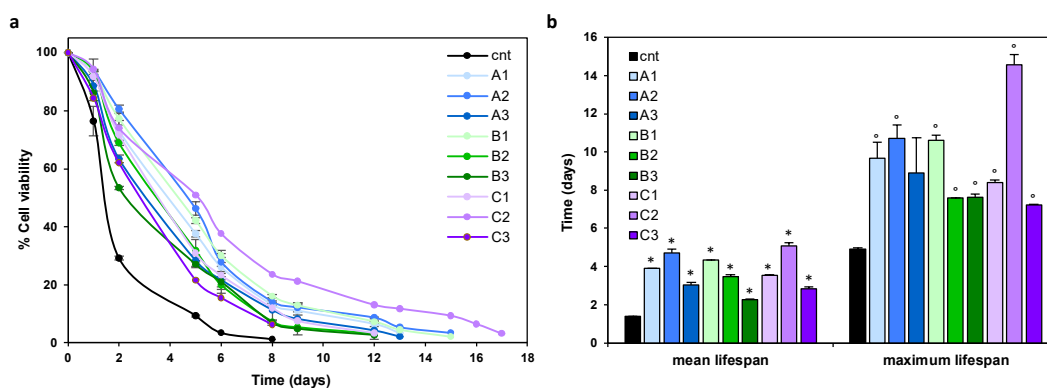 a
% Cell viability
100
80
60
40
20
0
0 2 4 6 8 10 12 14 16 18
Time (days)
cnt
A1
A2
A3
B1
B2
B3
C1
C2
C3
b
Time (days)
16
14
12
10
8
6
4
2
0
cnt
A1
A2
A3
B1
B2
B3
C1
C2
C3
* * * * * * * * *
° ° ° ° ° ° ° °
mean lifespan maximum lifespan